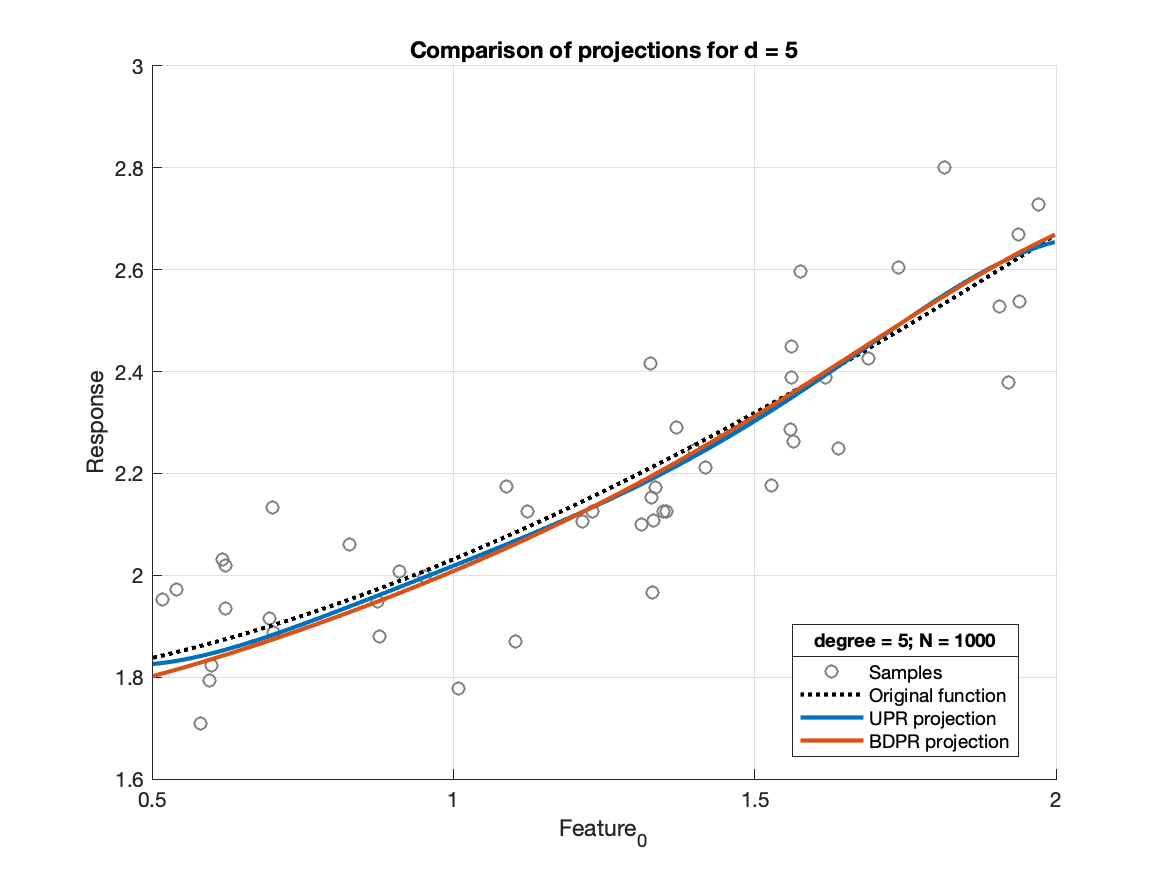 Comparison of projections for d = 5
3
2.8
2.6
2.4
2.2
2
1.8
1.6
Response
0.5
1
1.5
2
Feature₀
degree = 5; N = 1000
Samples
Original function
UPR projection
BDPR projection